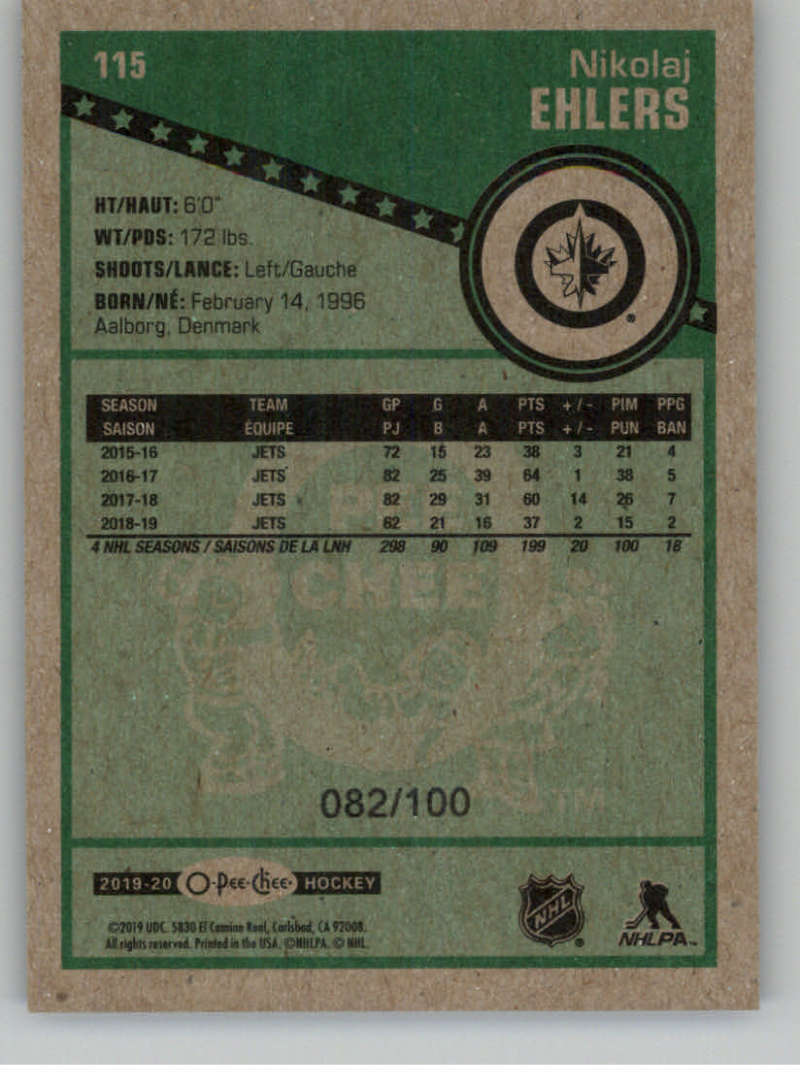 115
Nikolaj
EHLERS
HT/HAUT: 6'0"
WT/PDS: 172 lbs.
SHOOTS/LANCE: Left/Gauche
BORN/NÉ: February 14, 1996
Aalborg, Denmark
SEASON TEAM GP G A PTS +/- PIM PPG
SAISON ÉQUIPE PJ B A PTS +/- PUN BAN
2015-16 JETS 72 15 23 38 3 21 4
2016-17 JETS 82 25 39 64 1 38 5
2017-18 JETS 82 29 31 60 14 26 7
2018-19 JETS 62 21 16 37 2 15 2
4 NHL SEASONS / SAISONS DE LA LNH 298 90 109 199 20 100 18
O-PEE
CHEE
TM
082/100
2019-20 O-Pee-Chee HOCKEY
©2019 UDC. 5830 El Camino Real, Carlsbad, CA 92008.
All rights reserved. Printed in the USA. ©NHLPA. © NHL.
NHL
NHLPA™